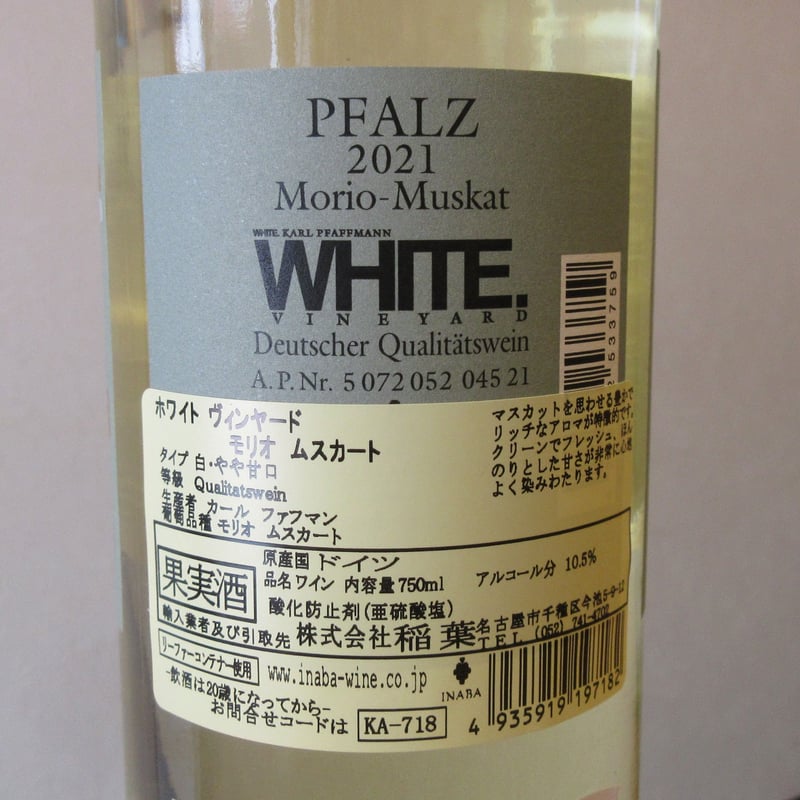 PFALZ
2021
Morio-Muskat
WHITE. KARL PFAFFMANN
WHITE.
VINEYARD
Deutscher Qualitätswein
A.P.Nr. 5 072 052 045 21
2 533759
ホワイト ヴィンヤード
モリオ ムスカート
タイプ 白・やや甘口
等級 Qualitatswein
生産者 カール ファフマン
葡萄品種 モリオ ムスカート
マスカットを思わせる豊かで
リッチなアロマが特徴的です。
クリーンでフレッシュ、ほん
のりとした甘さが非常に心地
よく染みわたります。
果実酒
原産国 ドイツ
品名 ワイン 内容量 750ml
アルコール分 10.5%
酸化防止剤(亜硫酸塩)
輸入業者及び引取先 株式会社 稲葉
名古屋市千種区今池5-9-12
TEL (052) 741-4702
リーファーコンテナー使用
www.inaba-wine.co.jp
INABA
-飲酒は20歳になってから-
お問合せコードは KA-718
4 935919 197182